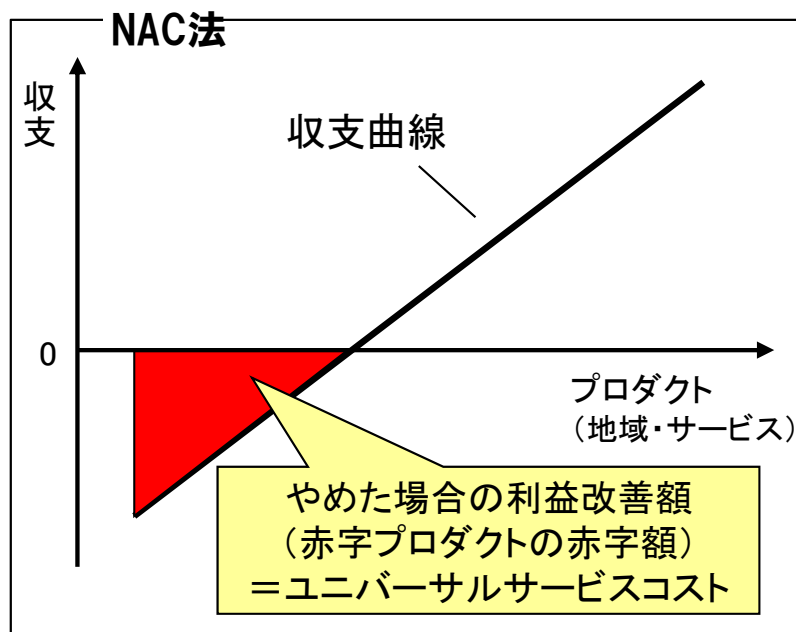 NAC法
収支
収支曲線
0
プロダクト
（地域・サービス）
やめた場合の利益改善額
（赤字プロダクトの赤字額）
＝ユニバーサルサービスコスト